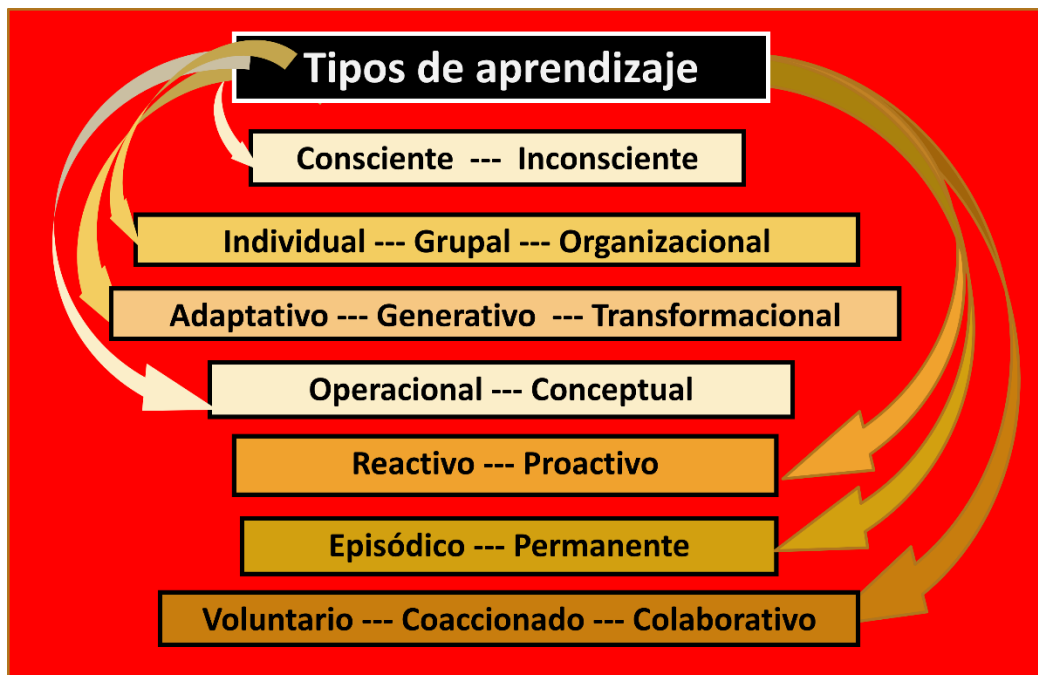 Tipos de aprendizaje
Consciente --- Inconsciente
Individual --- Grupal --- Organizacional
Adaptativo --- Generativo --- Transformacional
Operacional --- Conceptual
Reactivo --- Proactivo
Episódico --- Permanente
Voluntario --- Coaccionado --- Colaborativo